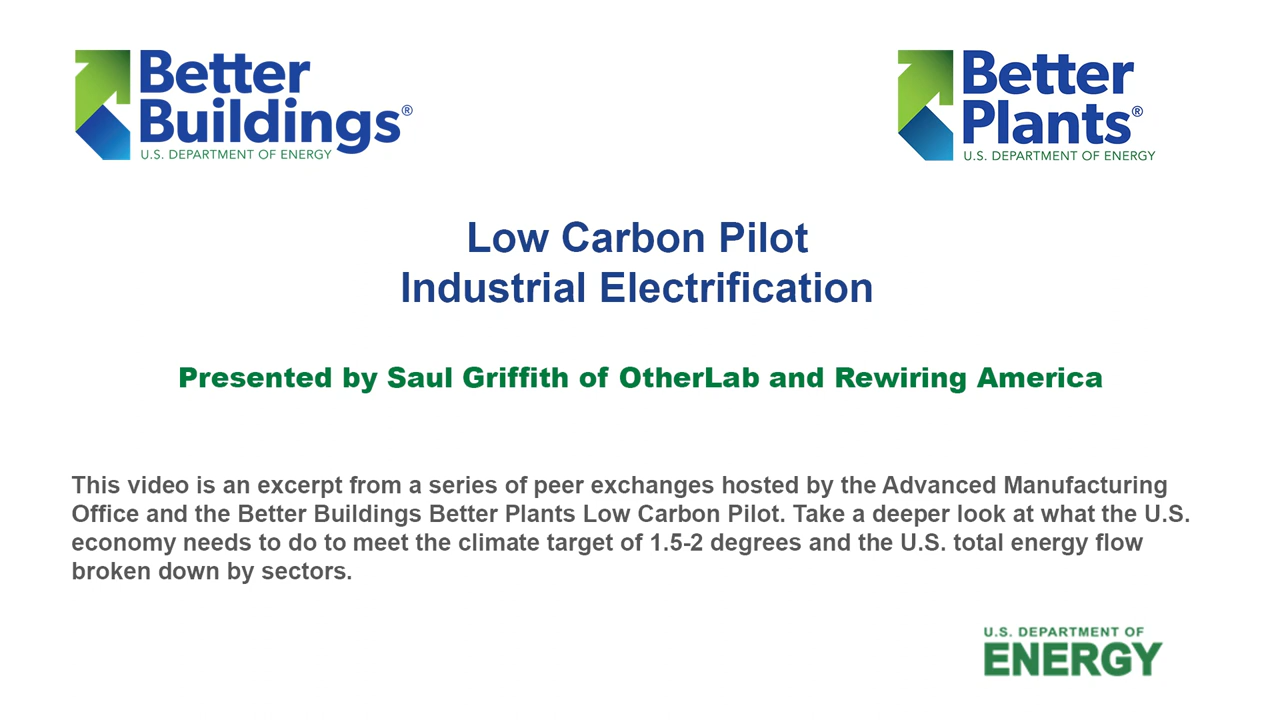 Better
Buildings®
U.S. DEPARTMENT OF ENERGY
Better
Plants®
U.S. DEPARTMENT OF ENERGY
Low Carbon Pilot
Industrial Electrification
Presented by Saul Griffith of OtherLab and Rewiring America
This video is an excerpt from a series of peer exchanges hosted by the Advanced Manufacturing
Office and the Better Buildings Better Plants Low Carbon Pilot. Take a deeper look at what the U.S.
economy needs to do to meet the climate target of 1.5-2 degrees and the U.S. total energy flow
broken down by sectors.
U.S. DEPARTMENT OF
ENERGY